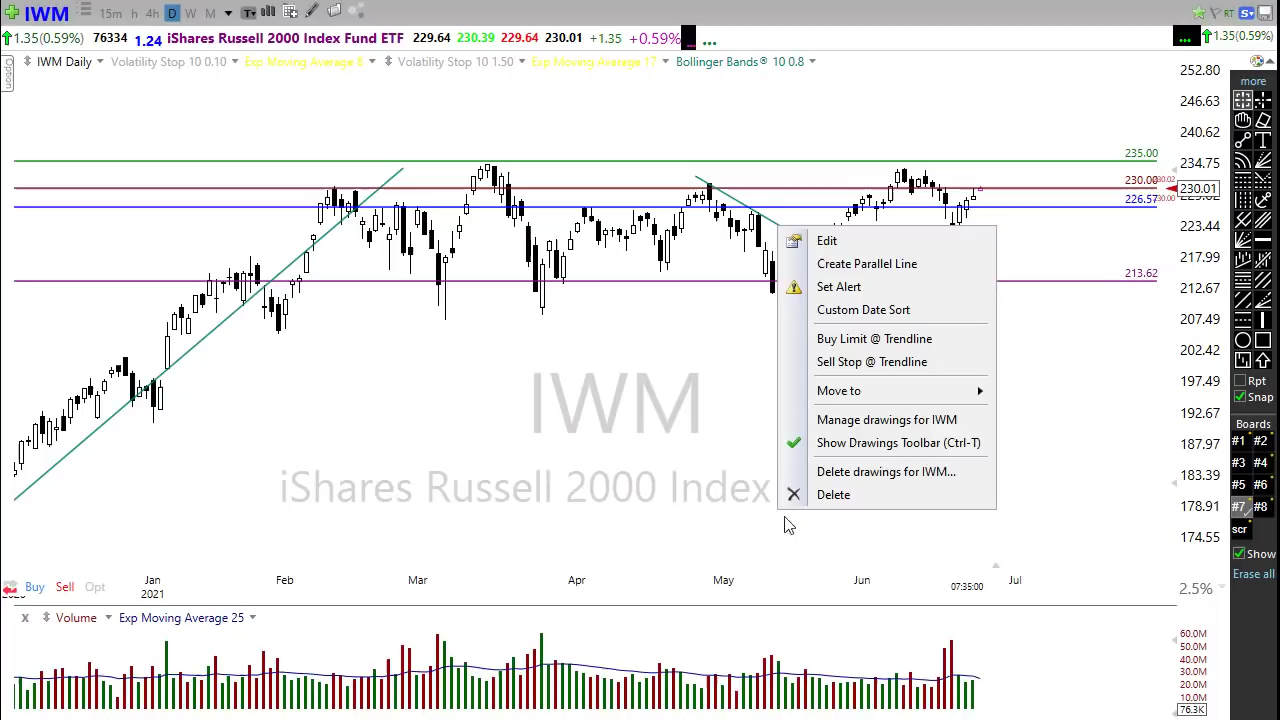 IWM 15m h 4h D W M T RT S
1.35(0.59%) 76334 1.24 iShares Russell 2000 Index Fund ETF 229.64 230.39 229.64 230.01 +1.35 +0.59% ... ... ... 1.35(0.59%)
Option IWM Daily Volatility Stop 10 0.10 Exp Moving Average 8 Volatility Stop 10 1.50 Exp Moving Average 17 Bollinger Bands® 10 0.8
252.80
246.63
240.62
235.00
234.75
230.00
230.01
226.57
223.44
217.99
213.62
212.67
207.49
202.42
197.49
192.67
187.97
183.39
178.91
174.55
IWM
iShares Russell 2000 Index
Edit
Create Parallel Line
Set Alert
Custom Date Sort
Buy Limit @ Trendline
Sell Stop @ Trendline
Move to
Manage drawings for IWM
Show Drawings Toolbar (Ctrl-T)
Delete drawings for IWM...
Delete
more
T
Rpt
Snap
Boards
#1 #2
#3 #4
#5 #6
#7 #8
scr
Show
Erase all
Jan Feb Mar Apr May Jun Jul
2021
07:35:00
Buy Sell Opt
2.5%
x Volume Exp Moving Average 25
60.0M
50.0M
40.0M
30.0M
20.0M
10.0M
76.3K